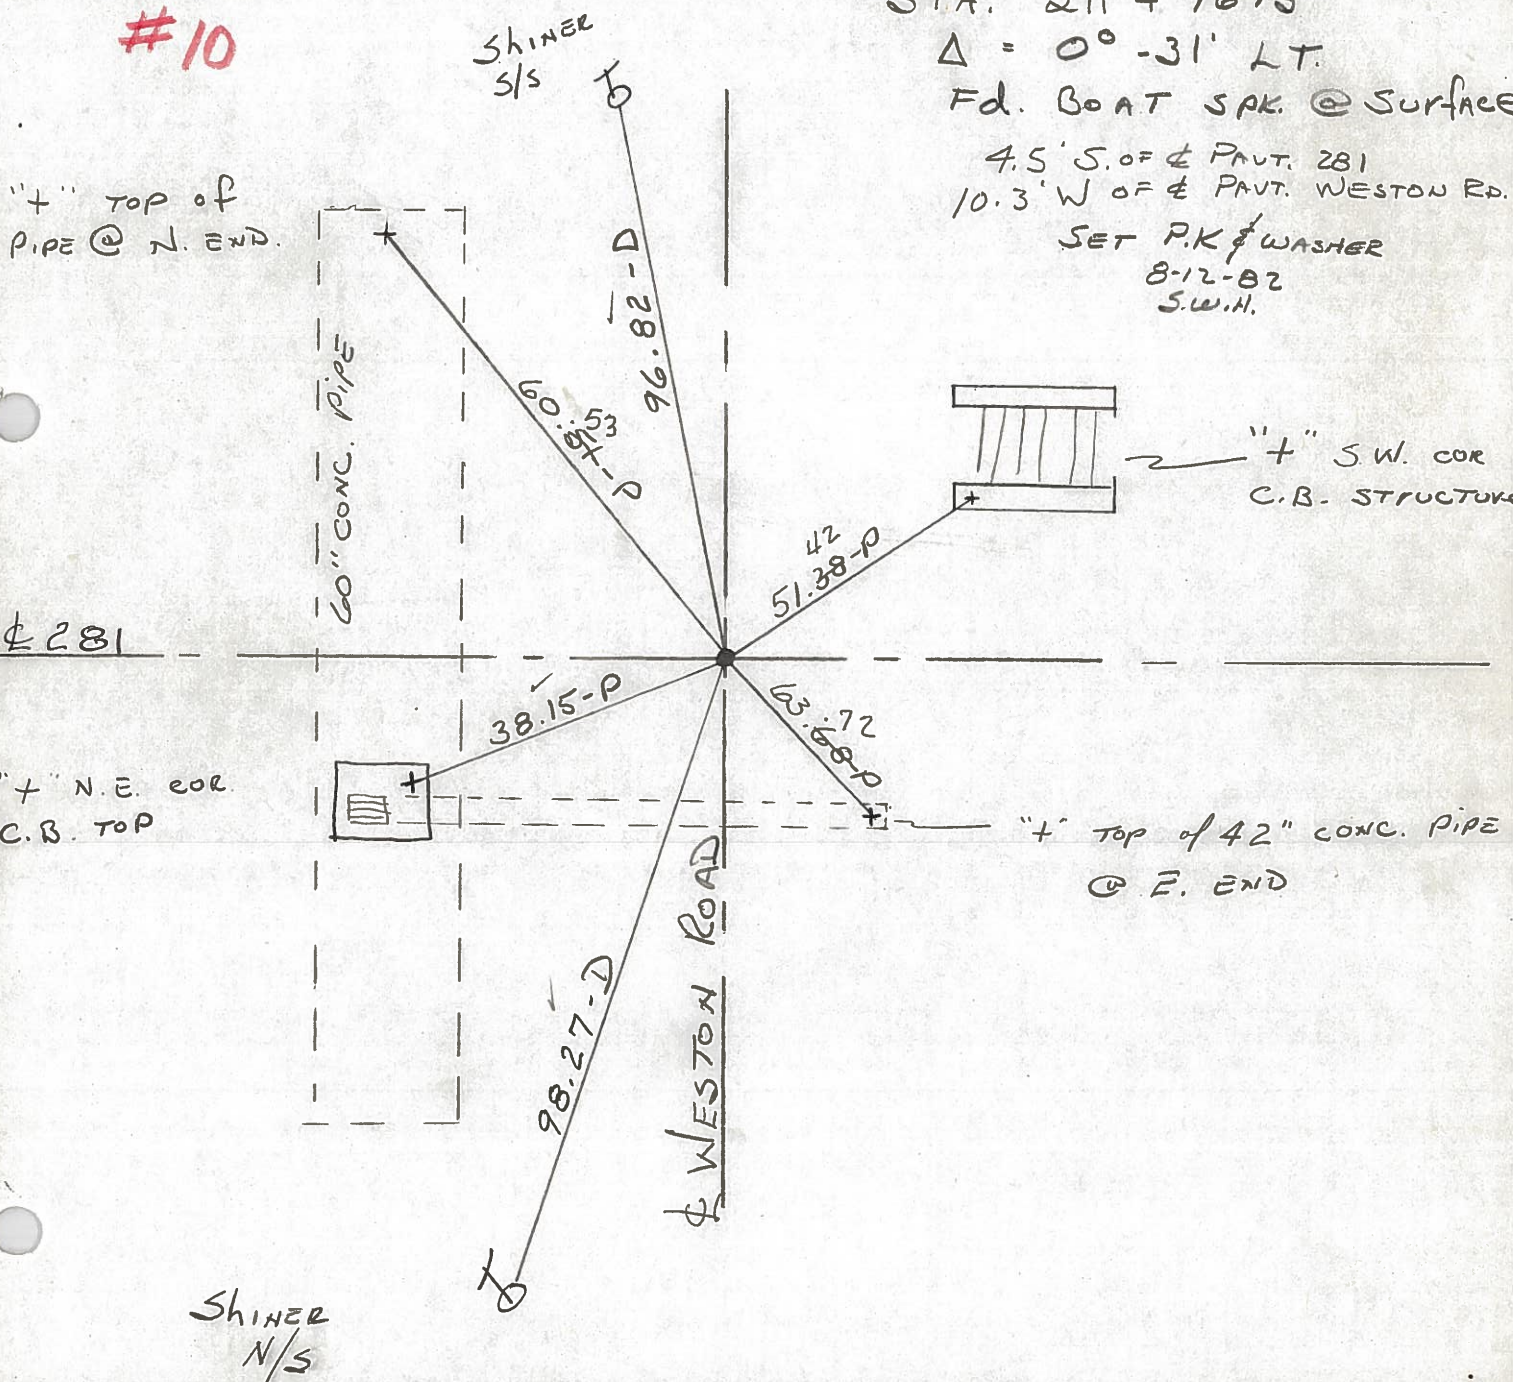 #10
SHINER
S/S
Δ = 0° -31' LT.
Fd. BOAT SPK. @ SURFACE
4.5' S. OF ℄ PAVT. 281
10.3' W OF ℄ PAVT. WESTON RD.
SET P.K & WASHER
8-12-82
S.W.H.
"+" TOP of
PIPE @ N. END.
60" CONC. PIPE
96.82-D
60.53
-D
"+" S.W. COR
C.B. STRUCTURE
42
51.38-P
℄ 281
38.15-P
63.72
68-P
"+" N.E. COR.
C.B. TOP
"+" TOP of 42" CONC. PIPE
@ E. END
98.27-D
℄ WESTON ROAD
SHINER
N/S